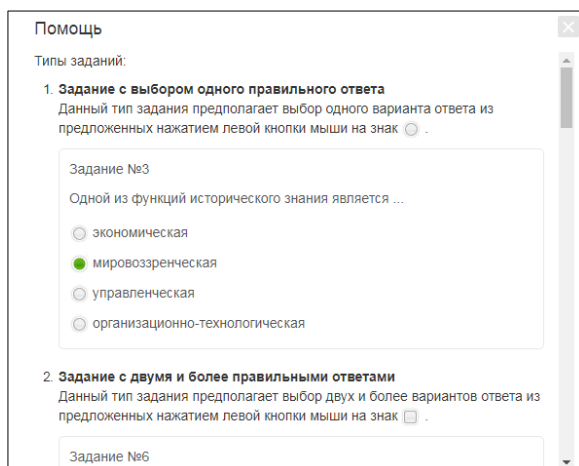 Помощь
Типы заданий:
1. Задание с выбором одного правильного ответа
Данный тип задания предполагает выбор одного варианта ответа из
предложенных нажатием левой кнопки мыши на знак .
Задание №3
Одной из функций исторического знания является ...
экономическая
мировоззренческая
управленческая
организационно-технологическая
2. Задание с двумя и более правильными ответами
Данный тип задания предполагает выбор двух и более вариантов ответа из
предложенных нажатием левой кнопки мыши на знак .
Задание №6